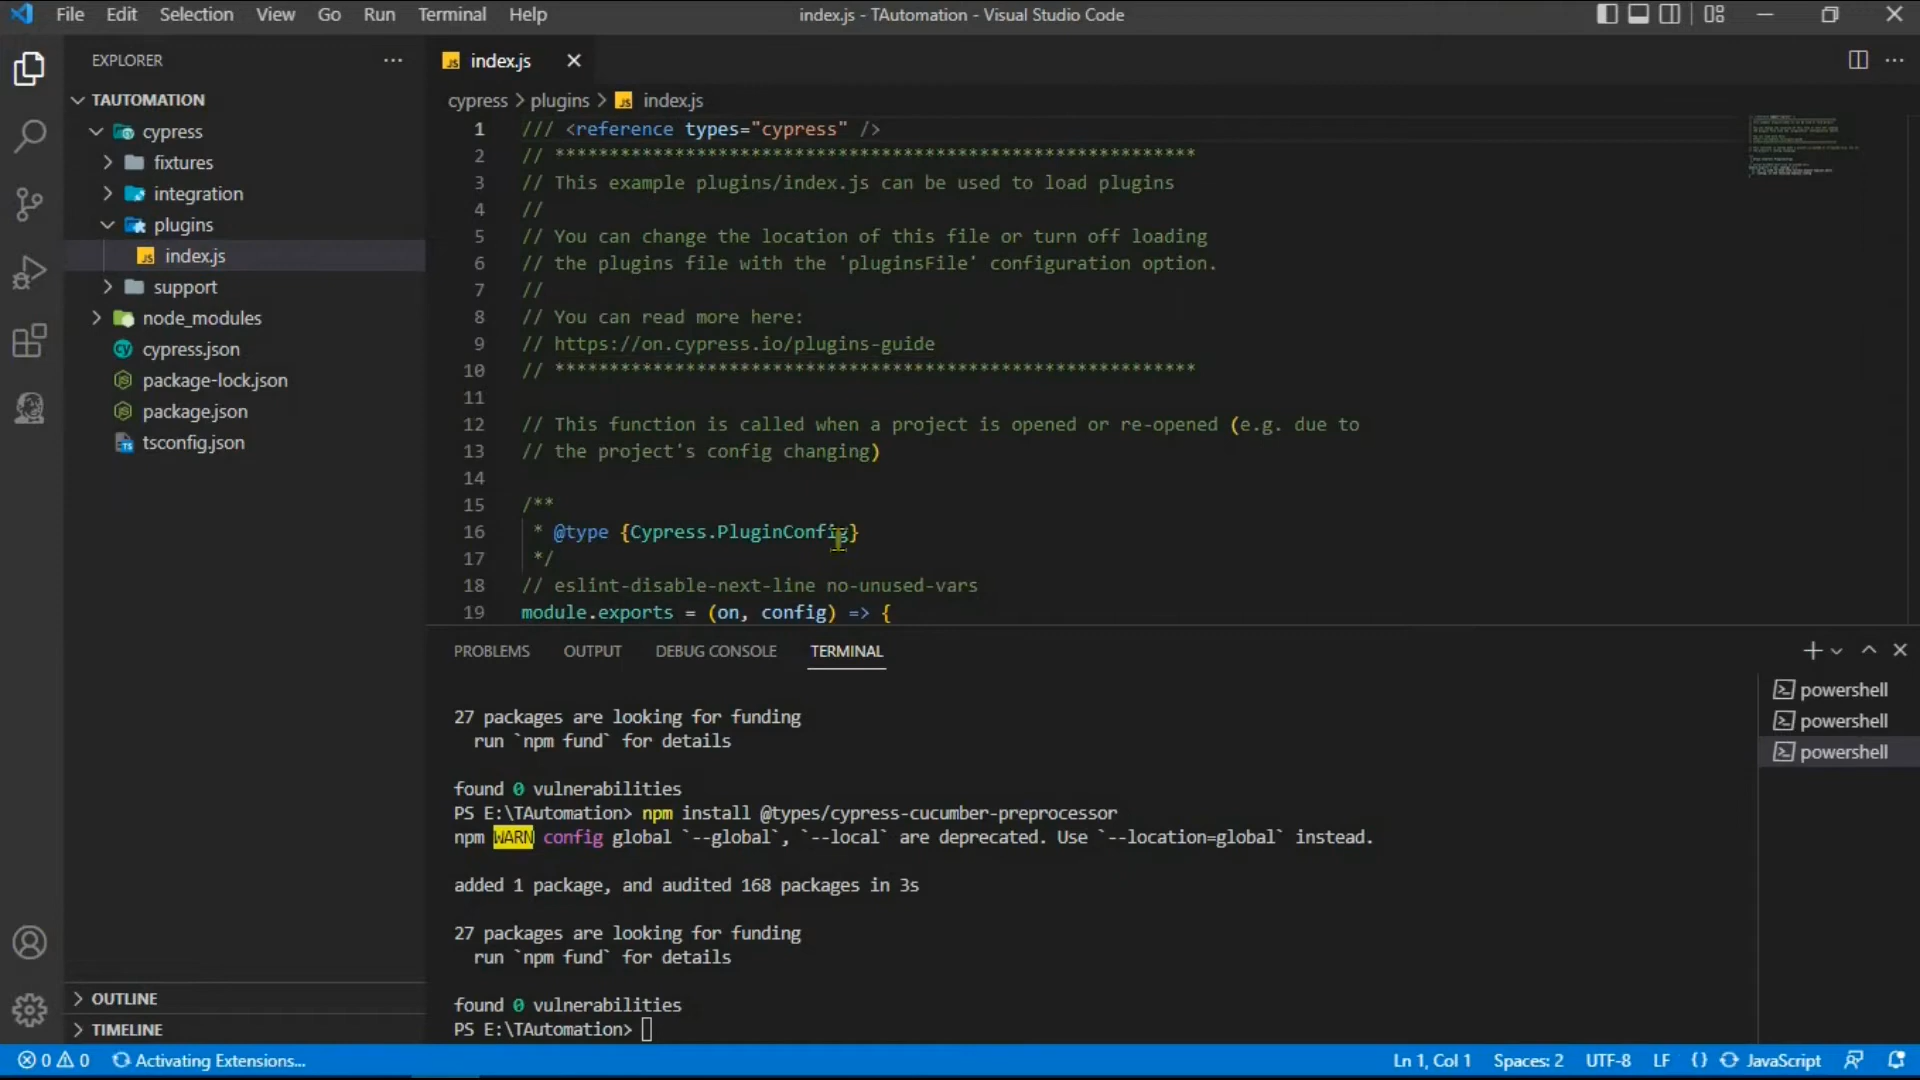 File Edit Selection View Go Run Terminal Help
index.js - TAutomation - Visual Studio Code
EXPLORER
TAUTOMATION
cypress
fixtures
integration
plugins
index.js
support
node_modules
cypress.json
package-lock.json
package.json
tsconfig.json
OUTLINE
TIMELINE
index.js
cypress > plugins > index.js
1 /// <reference types="cypress" />
2 // ***********************************************************
3 // This example plugins/index.js can be used to load plugins
4 //
5 // You can change the location of this file or turn off loading
6 // the plugins file with the 'pluginsFile' configuration option.
7 //
8 // You can read more here:
9 // https://on.cypress.io/plugins-guide
10 // ***********************************************************
11
12 // This function is called when a project is opened or re-opened (e.g. due to
13 // the project's config changing)
14
15 /**
16 * @type {Cypress.PluginConfig}
17 */
18 // eslint-disable-next-line no-unused-vars
19 module.exports = (on, config) => {
PROBLEMS OUTPUT DEBUG CONSOLE TERMINAL
27 packages are looking for funding
run `npm fund` for details
found 0 vulnerabilities
PS E:\TAutomation> npm install @types/cypress-cucumber-preprocessor
npm WARN config global `--global`, `--local` are deprecated. Use `--location=global` instead.
added 1 package, and audited 168 packages in 3s
27 packages are looking for funding
run `npm fund` for details
found 0 vulnerabilities
PS E:\TAutomation>
powershell
powershell
powershell
0 0 Activating Extensions...
Ln 1, Col 1 Spaces: 2 UTF-8 LF {} JavaScript